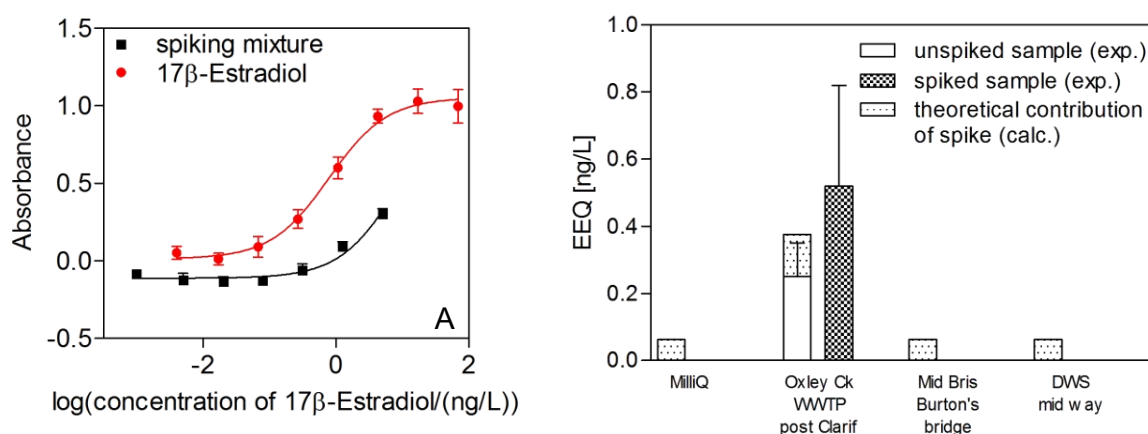 1.5
spiking mixture
17β-Estradiol
1.0
0.5
0.0
-0.5
Absorbance
A
-2
0
2
log(concentration of 17β-Estradiol/(ng/L))
1.0
unspiked sample (exp.)
spiked sample (exp.)
theoretical contribution
of spike (calc.)
0.8
0.6
0.4
0.2
0.0
EEQ [ng/L]
MilliQ
Oxley Ck
WWTP
post Clarif
Mid Bris
Burton's
bridge
DWS
mid way